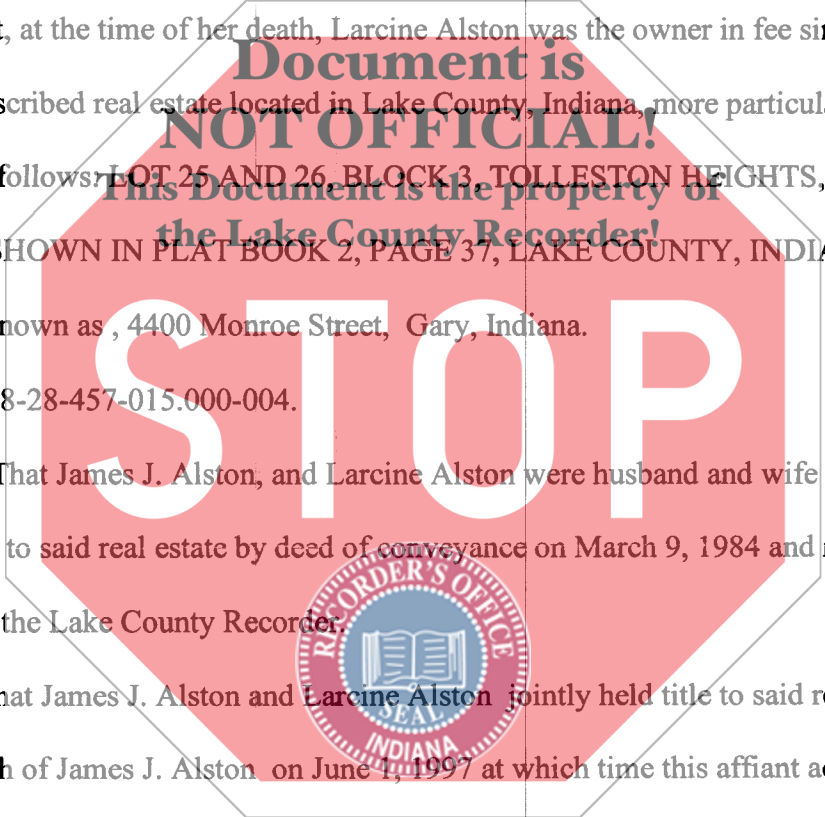 , at the time of her death, Larcine Alston was the owner in fee
Document is
scribed real estate located in Lake County, Indiana, more
NOT OFFICIAL!
follows: LOT 25 AND 26, BLOCK 3, TOLLESTON HEIGHTS,
This Document is the property of
the Lake County Recorder!
SHOWN IN PLAT BOOK 2, PAGE 37, LAKE COUNTY,
nown as , 4400 Monroe Street, Gary, Indiana.
STOP
8-28-457-015.000-004.
That James J. Alston, and Larcine Alston were husband and wife
to said real estate by deed of conveyance on March 9, 1984 and
RECORDER'S OFFICE
the Lake County Recorder.
hat James J. Alston and Larcine Alston jointly held title to said
SEAL
INDIANA
h of James J. Alston on June 1, 1997 at which time this affiant